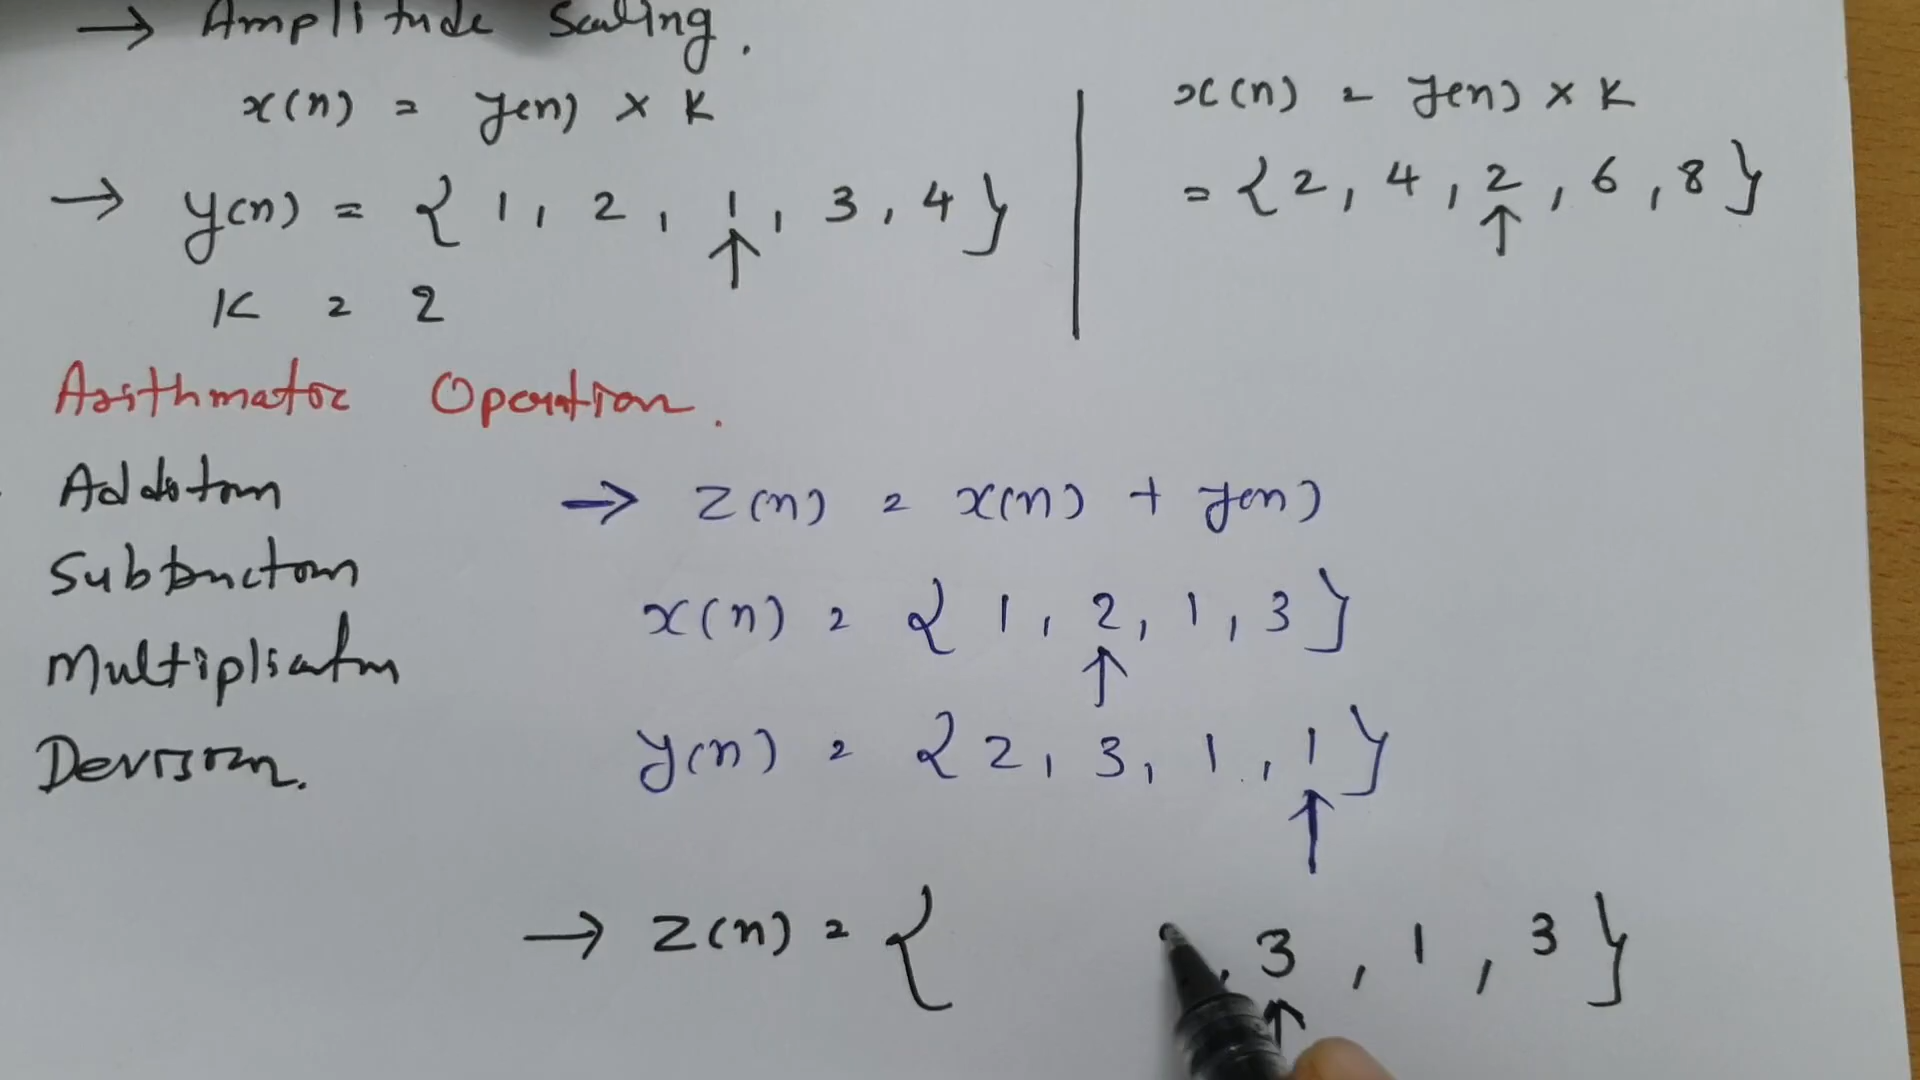 → Amplitude Scaling.
x(n) = y(n) × K
→ y(n) = { 1, 2, 1, 3, 4 }
↑
K = 2
x(n) = y(n) × K
= { 2, 4, 2, 6, 8 }
↑
Arithmatic Operation.
Addition
Subtraction
Multiplication
Devision.
→ z(n) = x(n) + y(n)
x(n) = { 1, 2, 1, 3 }
↑
y(n) = { 2, 3, 1, 1 }
↑
→ z(n) = { , 3, 1, 3 }
↑